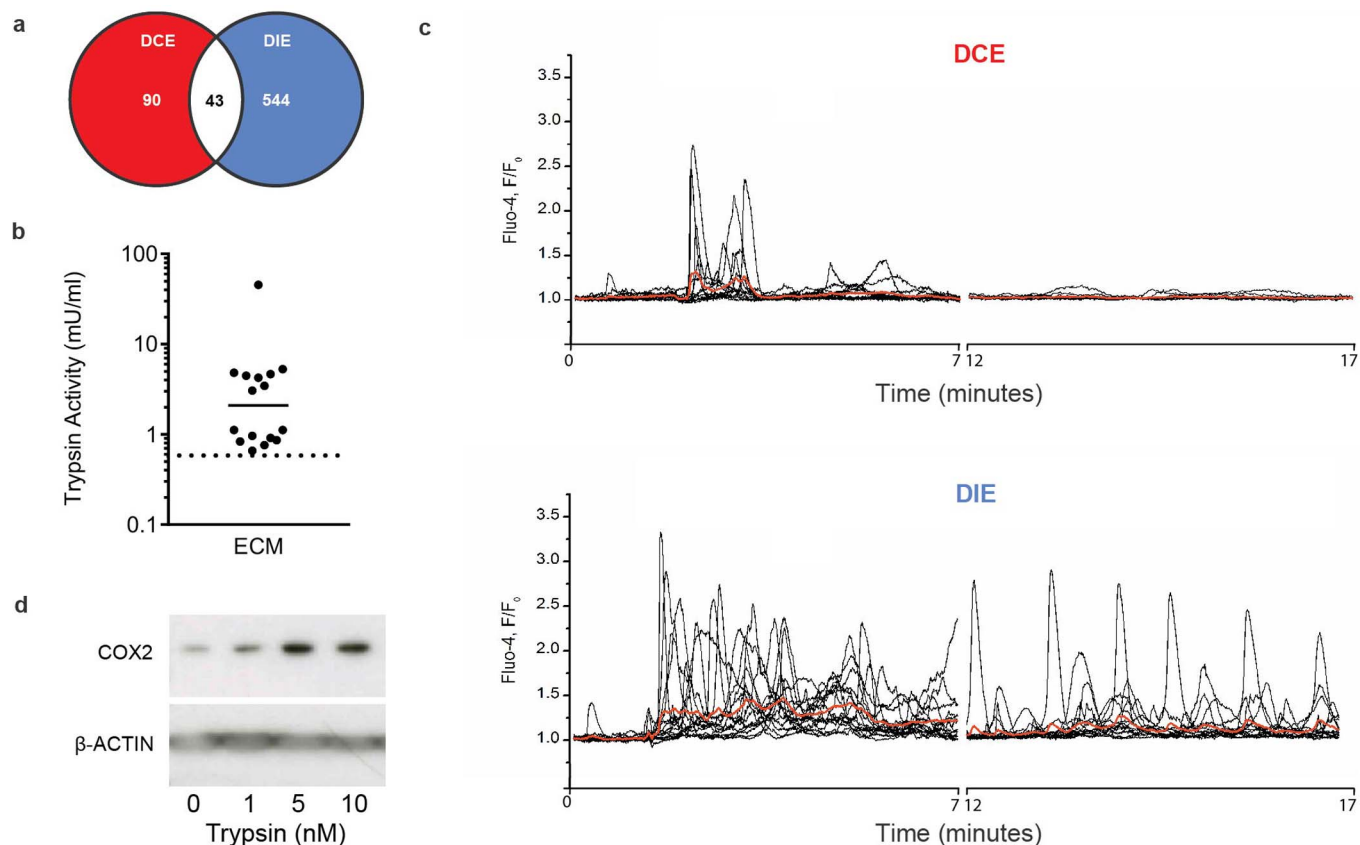 a
DCE
DIE
90
43
544
b
100
10
1
0.1
Trypsin Activity (mU/ml)
ECM
c
DCE
3.5
3.0
2.5
2.0
1.5
1.0
Fluo-4, F/F₀
0
7
12
17
Time (minutes)
DIE
3.5
3.0
2.5
2.0
1.5
1.0
Fluo-4, F/F₀
0
7
12
17
Time (minutes)
d
COX2
β-ACTIN
0 1 5 10
Trypsin (nM)